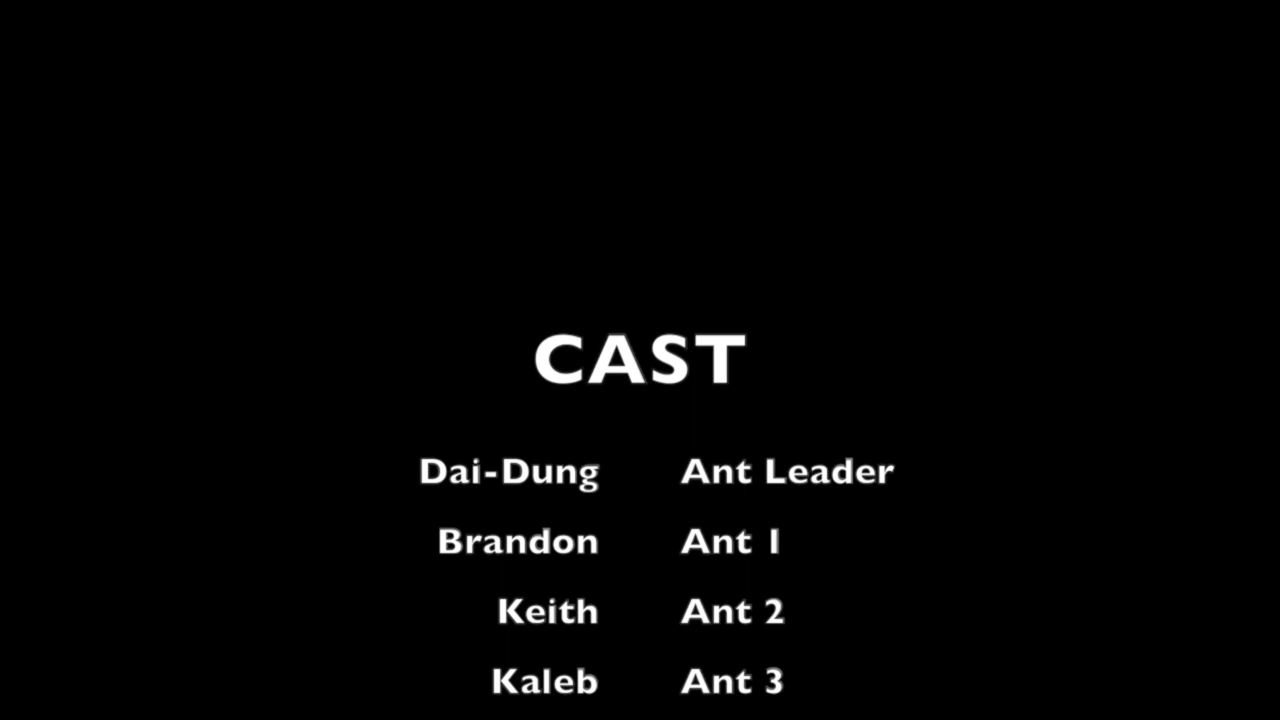 CAST
Dai-Dung Ant Leader
Brandon Ant 1
Keith Ant 2
Kaleb Ant 3